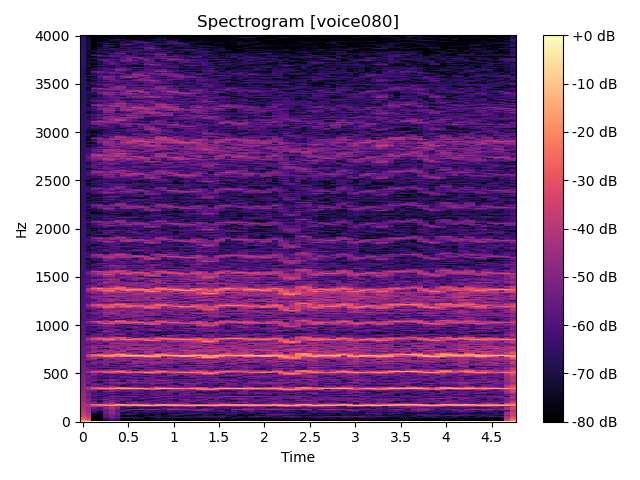 Spectrogram [voice080]
4000
3500
3000
2500
2000
1500
1000
500
0
Hz
0
0.5
1
1.5
2
2.5
3
3.5
4
4.5
Time
+0 dB
-10 dB
-20 dB
-30 dB
-40 dB
-50 dB
-60 dB
-70 dB
-80 dB